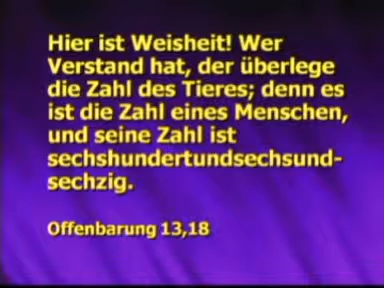 Hier ist Weisheit! Wer
Verstand hat, der überlege
die Zahl des Tieres; denn es
ist die Zahl eines Menschen,
und seine Zahl ist
sechshundertundsechsund-
sechzig.
Offenbarung 13,18